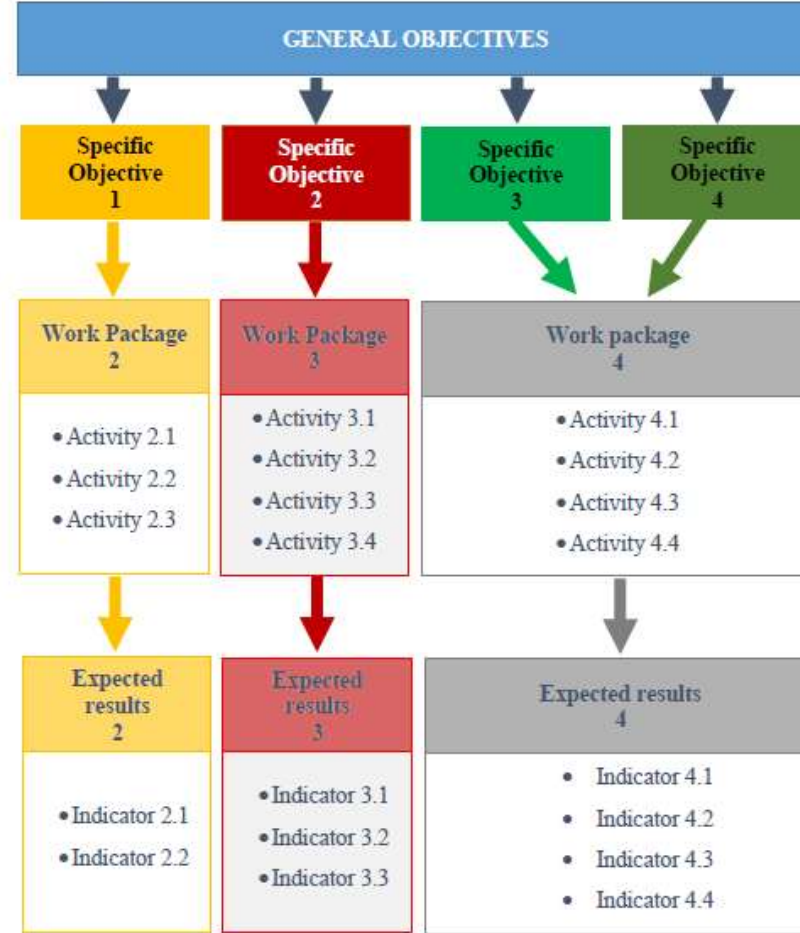 GENERAL OBJECTIVES
Specific
Objective
1
Specific
Objective
2
Specific
Objective
3
Specific
Objective
4
Work Package
2
• Activity 2.1
• Activity 2.2
• Activity 2.3
Work Package
3
• Activity 3.1
• Activity 3.2
• Activity 3.3
• Activity 3.4
Work package
4
• Activity 4.1
• Activity 4.2
• Activity 4.3
• Activity 4.4
Expected
results
2
• Indicator 2.1
• Indicator 2.2
Expected
results
3
• Indicator 3.1
• Indicator 3.2
• Indicator 3.3
Expected results
4
• Indicator 4.1
• Indicator 4.2
• Indicator 4.3
• Indicator 4.4